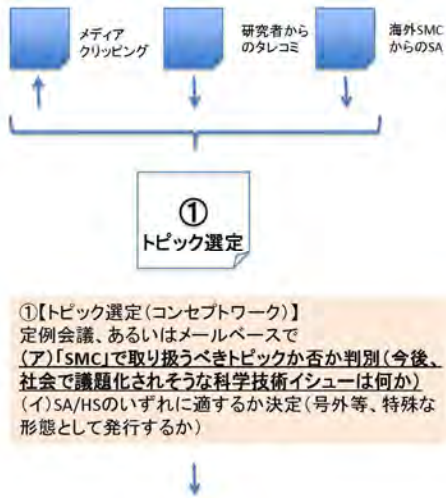 メディア
クリッピング
研究者から
のタレコミ
海外SMC
からのSA
①
トピック選定
①【トピック選定(コンセプトワーク)】
定例会議、あるいはメールベースで
(ア)「SMC」で取り扱うべきトピックか否か判別(今後、
社会で議題化されそうな科学技術イシューは何か)
(イ)SA/HSのいずれに適するか決定(号外等、特殊な
形態として発行するか)